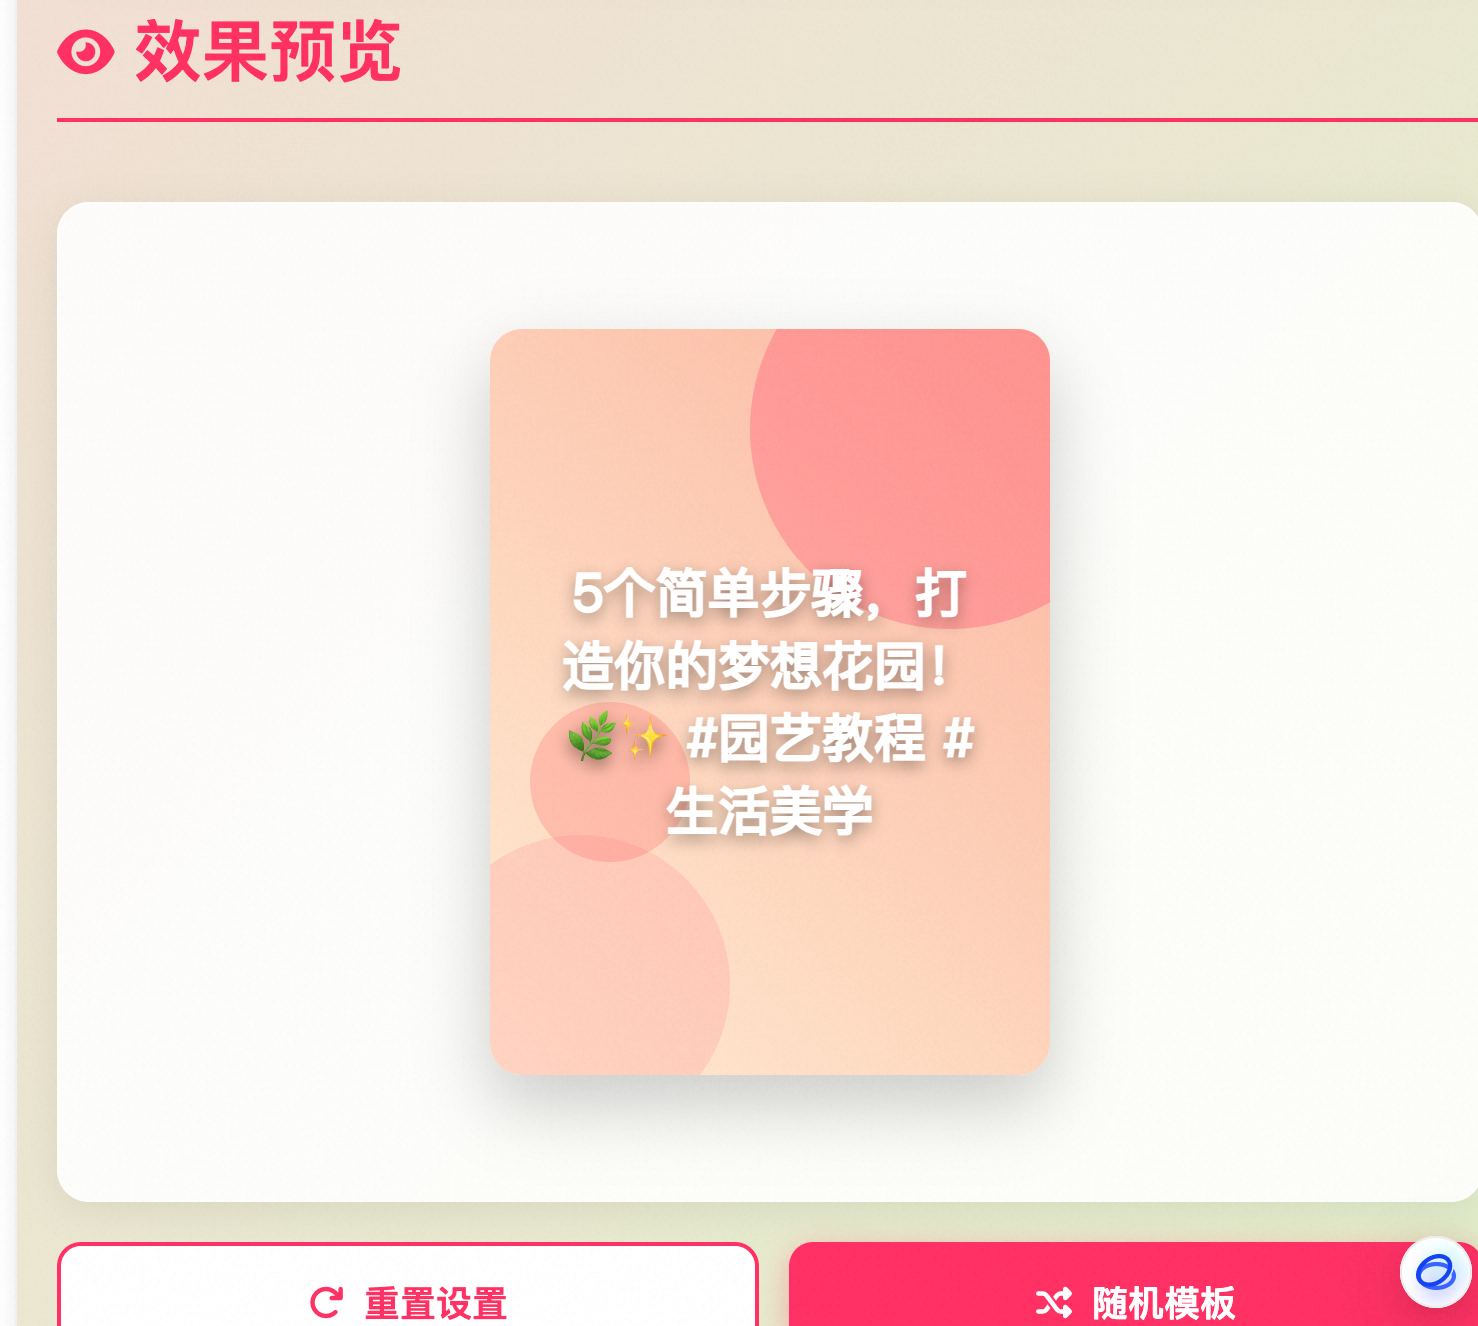 效果预览
5个简单步骤，打
造你的梦想花园！
🌿✨ #园艺教程 #
生活美学
重置设置
随机模板